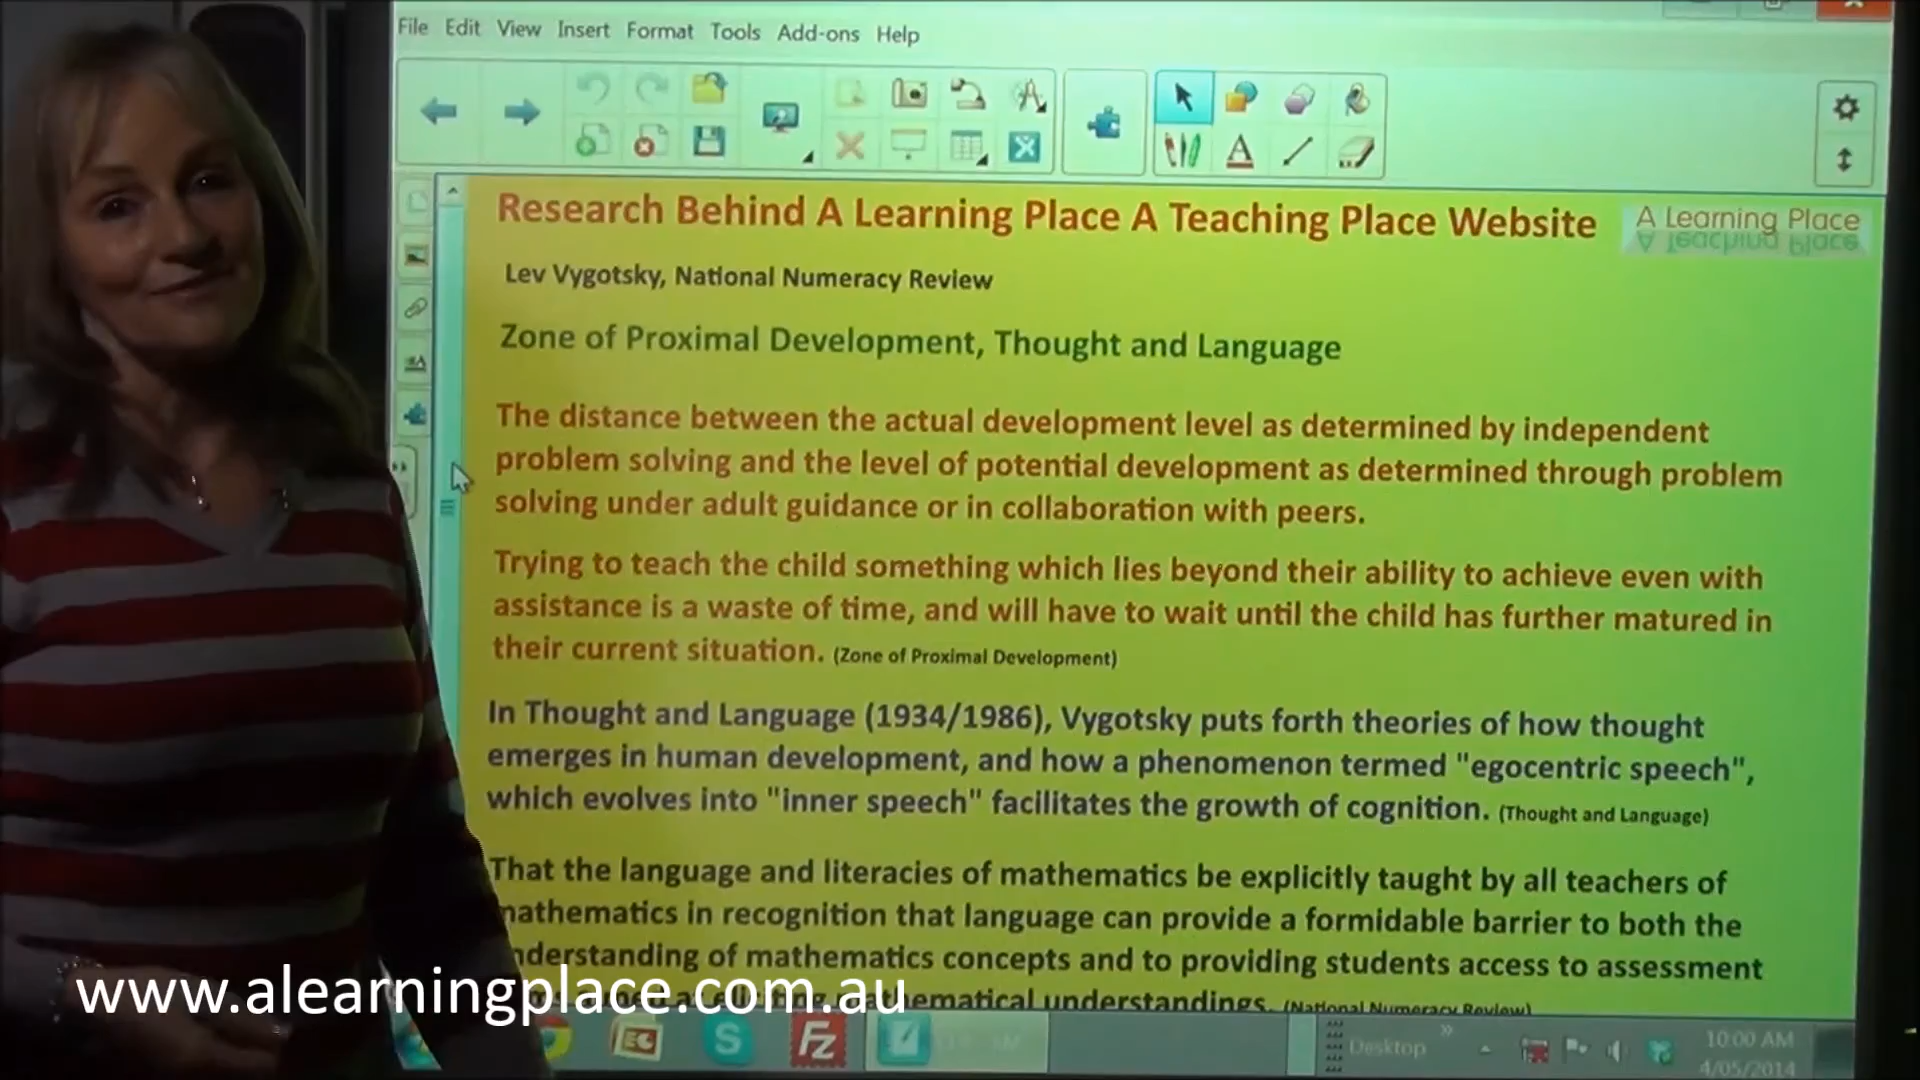 File Edit View Insert Format Tools Add-ons Help
Research Behind A Learning Place A Teaching Place Website
A Learning Place
A Teaching Place
Lev Vygotsky, National Numeracy Review
Zone of Proximal Development, Thought and Language
The distance between the actual development level as determined by independent
problem solving and the level of potential development as determined through problem
solving under adult guidance or in collaboration with peers.
Trying to teach the child something which lies beyond their ability to achieve even with
assistance is a waste of time, and will have to wait until the child has further matured in
their current situation. (Zone of Proximal Development)
In Thought and Language (1934/1986), Vygotsky puts forth theories of how thought
emerges in human development, and how a phenomenon termed "egocentric speech",
which evolves into "inner speech" facilitates the growth of cognition. (Thought and Language)
That the language and literacies of mathematics be explicitly taught by all teachers of
mathematics in recognition that language can provide a formidable barrier to both the
understanding of mathematics concepts and to providing students access to assessment
mathematical understandings. (National Numeracy Review)
www.alearningplace.com.au
Desktop
10:00 AM
4/05/2014